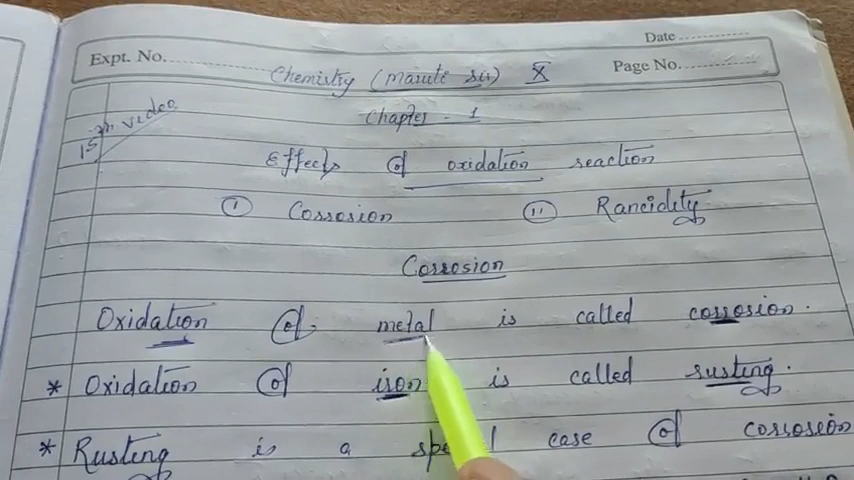 Date
Expt. No.
Chemistry (Maruti sir) X
Page No.
15th video
Chapter - 1
Effects of oxidation reaction
(i) Corrosion (ii) Rancidity
Corrosion
Oxidation of metal is called corrosion.
* Oxidation of iron is called rusting.
* Rusting is a case of corrosion